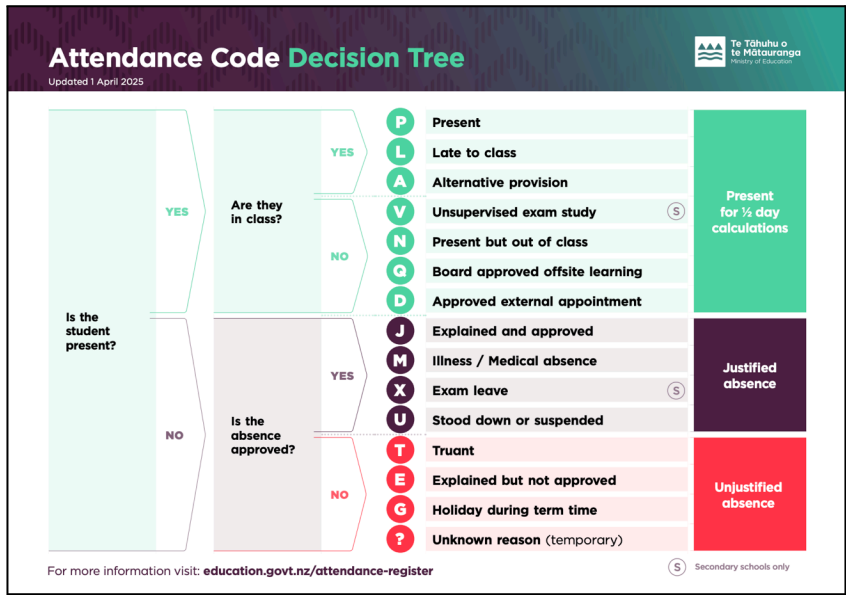 Attendance Code Decision Tree
Updated 1 April 2025
Te Tāhuhu o
te Mātauranga
Ministry of Education
Is the
student
present?
YES
NO
Are they
in class?
YES
NO
Is the
absence
approved?
YES
NO
P Present
L Late to class
A Alternative provision
V Unsupervised exam study S
N Present but out of class
Q Board approved offsite learning
D Approved external appointment
J Explained and approved
M Illness / Medical absence
X Exam leave S
U Stood down or suspended
T Truant
E Explained but not approved
G Holiday during term time
? Unknown reason (temporary)
Present
for ½ day
calculations
Justified
absence
Unjustified
absence
For more information visit: education.govt.nz/attendance-register
S Secondary schools only